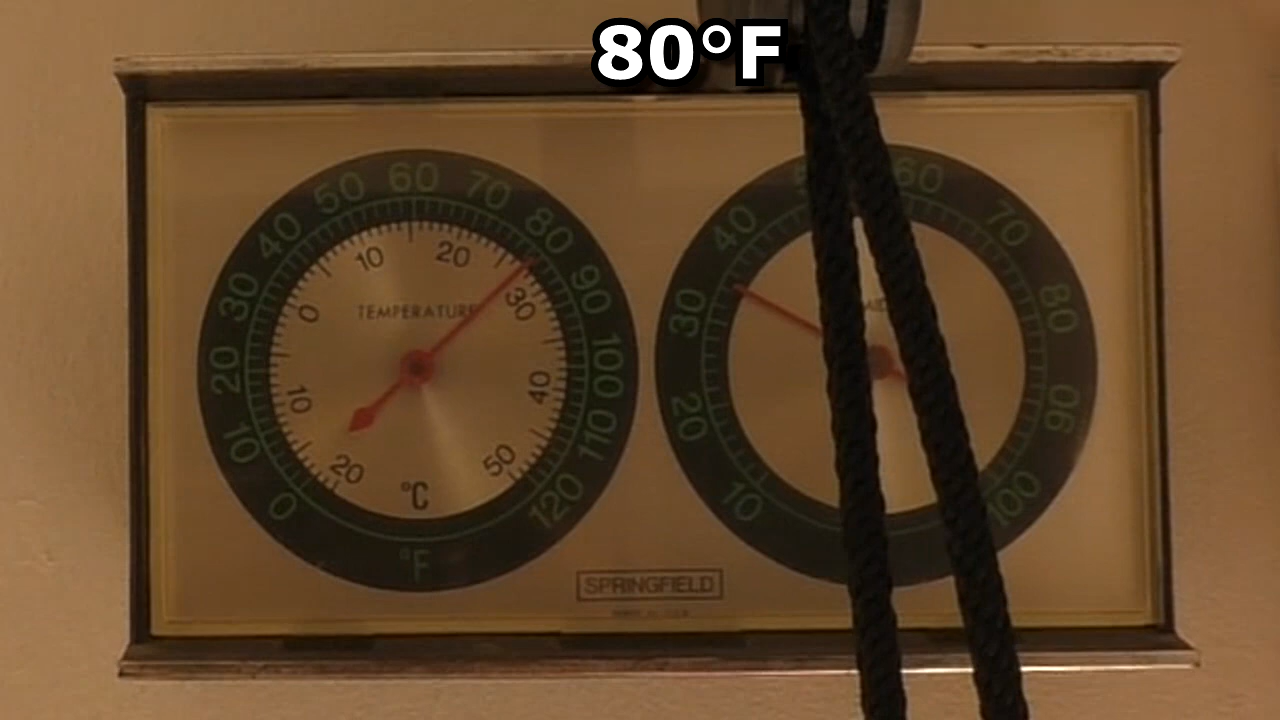 80°F
0 10 20 30 40 50 60 70 80 90 100 110 120
°F
20 10 0 10 20 30 40 50
°C
TEMPERATURE
10 20 30 40
60 70 80 90 100
SPRINGFIELD